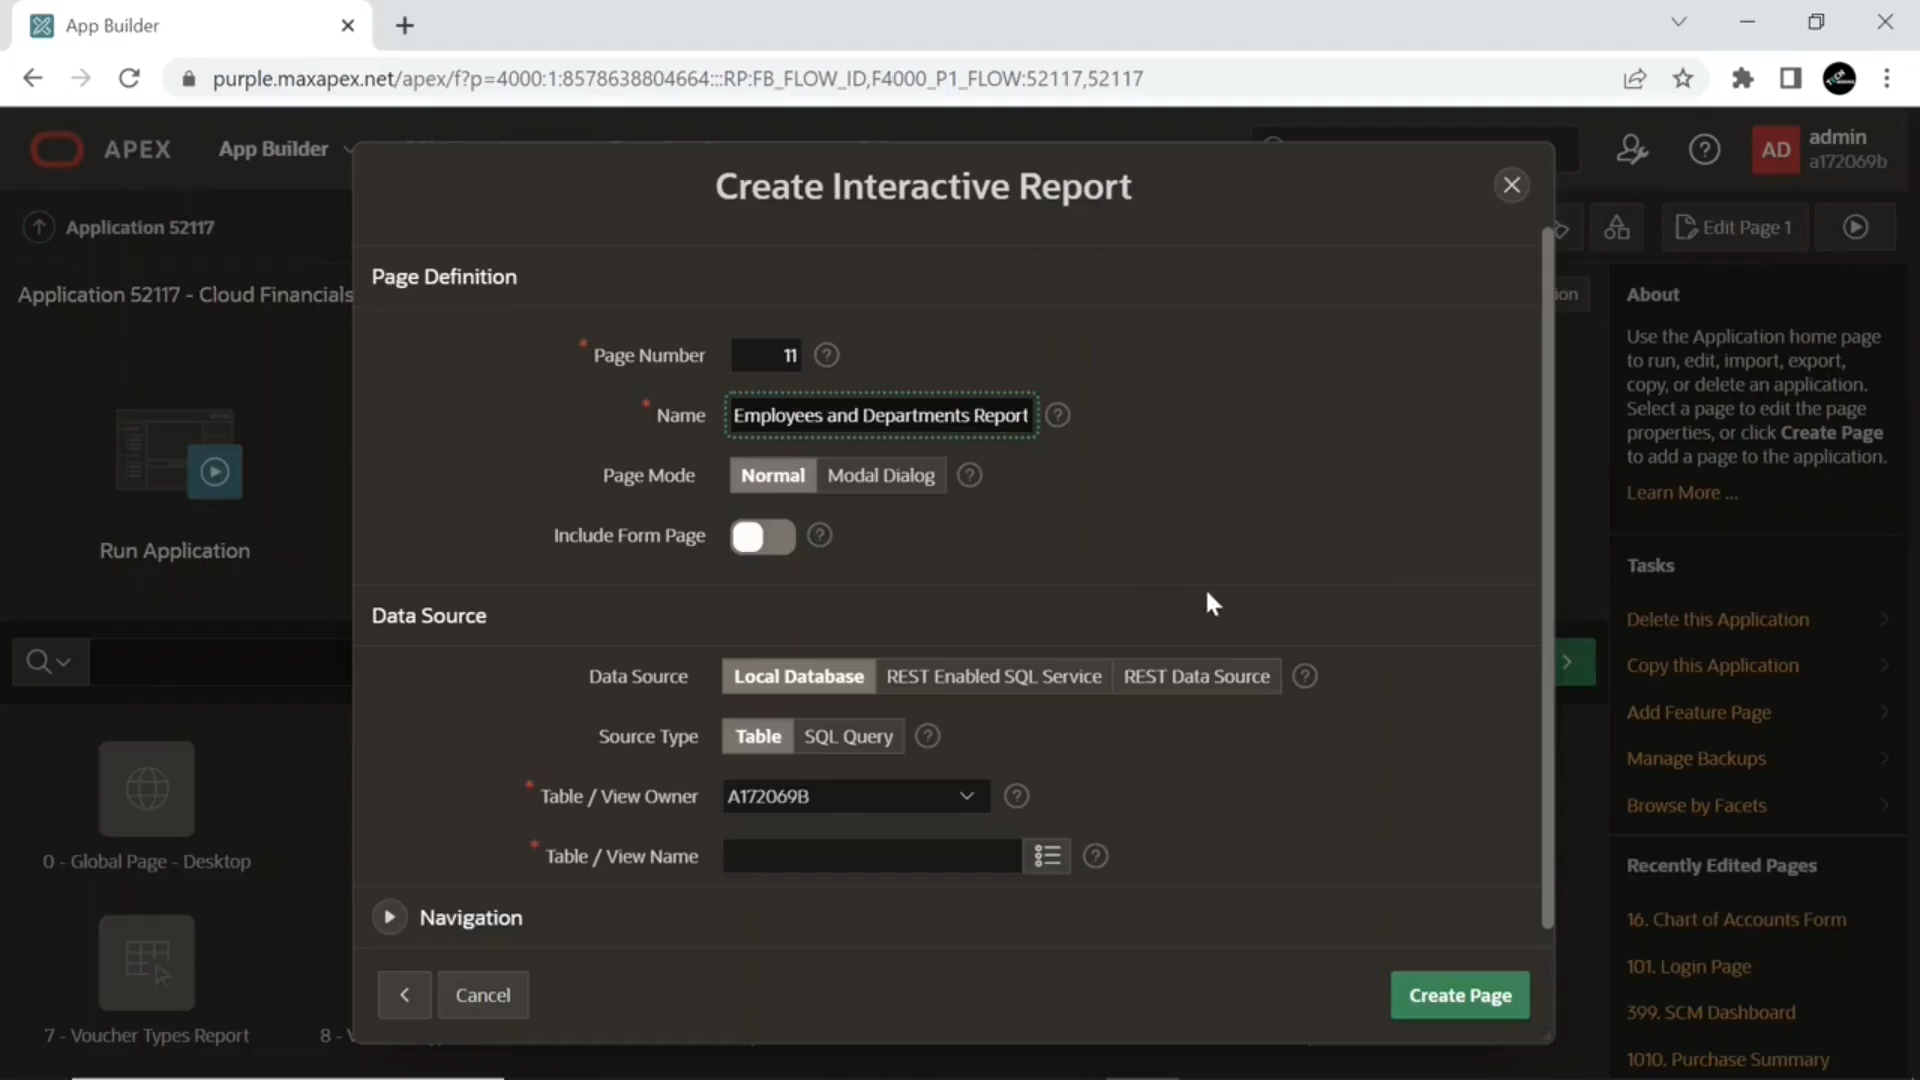 App Builder
purple.maxapex.net/apex/f?p=4000:1:8578638804664:::RP:FB_FLOW_ID,F4000_P1_FLOW:52117,52117
APEX
App Builder
AD
admin
a172069b
Create Interactive Report
Application 52117
Edit Page 1
Page Definition
Application 52117 - Cloud Financials
ion
Page Number
11
Name
Employees and Departments Report
Page Mode
Normal
Modal Dialog
Include Form Page
Run Application
Data Source
Data Source
Local Database
REST Enabled SQL Service
REST Data Source
Source Type
Table
SQL Query
Table / View Owner
A172069B
Table / View Name
Navigation
Cancel
Create Page
0 - Global Page - Desktop
7 - Voucher Types Report
8 - V
About
Use the Application home page
to run, edit, import, export,
copy, or delete an application.
Select a page to edit the page
properties, or click Create Page
to add a page to the application.
Learn More ...
Tasks
Delete this Application
Copy this Application
Add Feature Page
Manage Backups
Browse by Facets
Recently Edited Pages
16. Chart of Accounts Form
101. Login Page
399. SCM Dashboard
1010. Purchase Summary